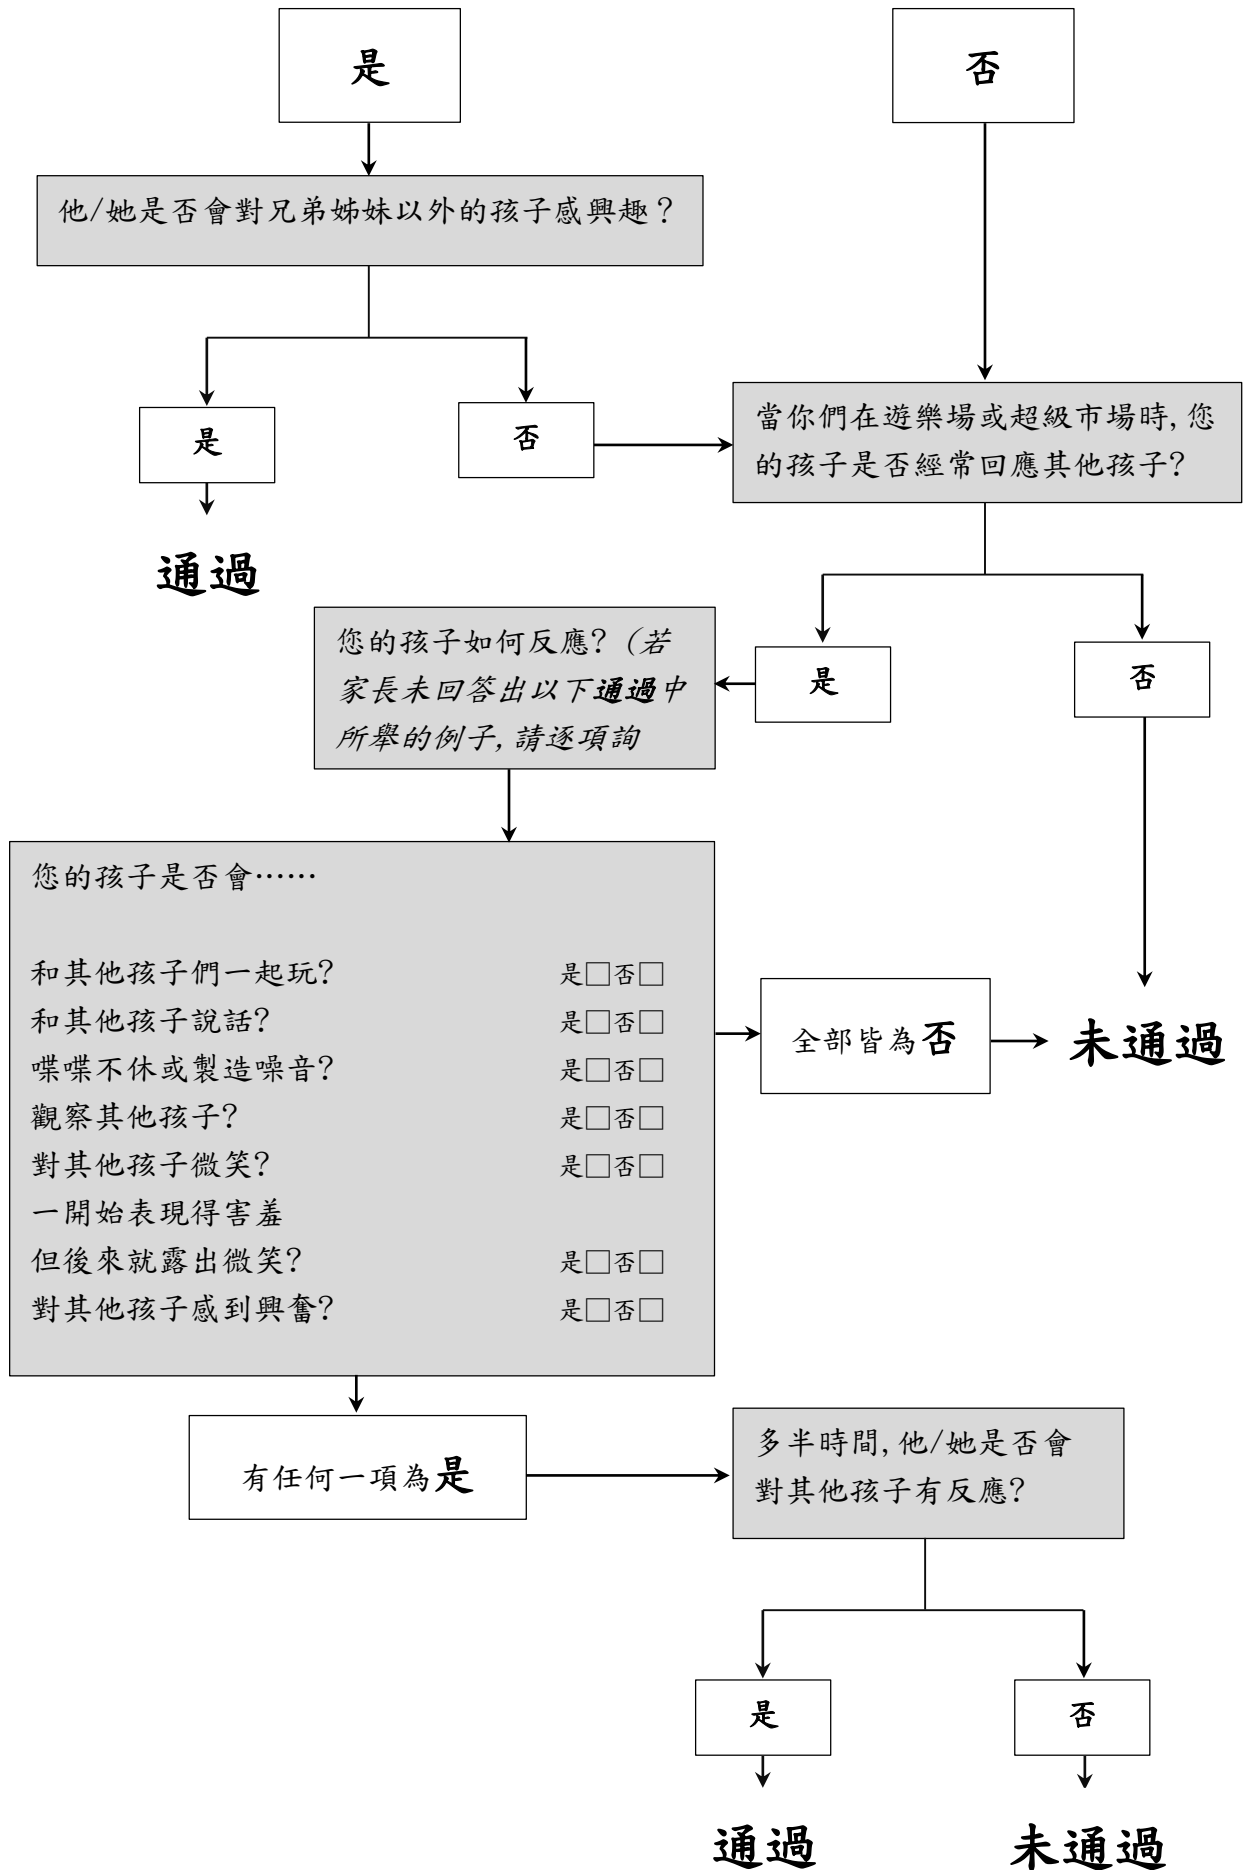 是
否
他/她是否會對兄弟姊妹以外的孩子感興趣？
是
否
當你們在遊樂場或超級市場時,您
的孩子是否經常回應其他孩子?
通過
您的孩子如何反應?（若
家長未回答出以下通過中
所舉的例子,請逐項詢
是
否
您的孩子是否會……
和其他孩子們一起玩? 是□否□
和其他孩子說話? 是□否□
喋喋不休或製造噪音? 是□否□
觀察其他孩子? 是□否□
對其他孩子微笑? 是□否□
一開始表現得害羞
但後來就露出微笑? 是□否□
對其他孩子感到興奮? 是□否□
全部皆為否
未通過
有任何一項為是
多半時間,他/她是否會
對其他孩子有反應?
是
否
通過
未通過